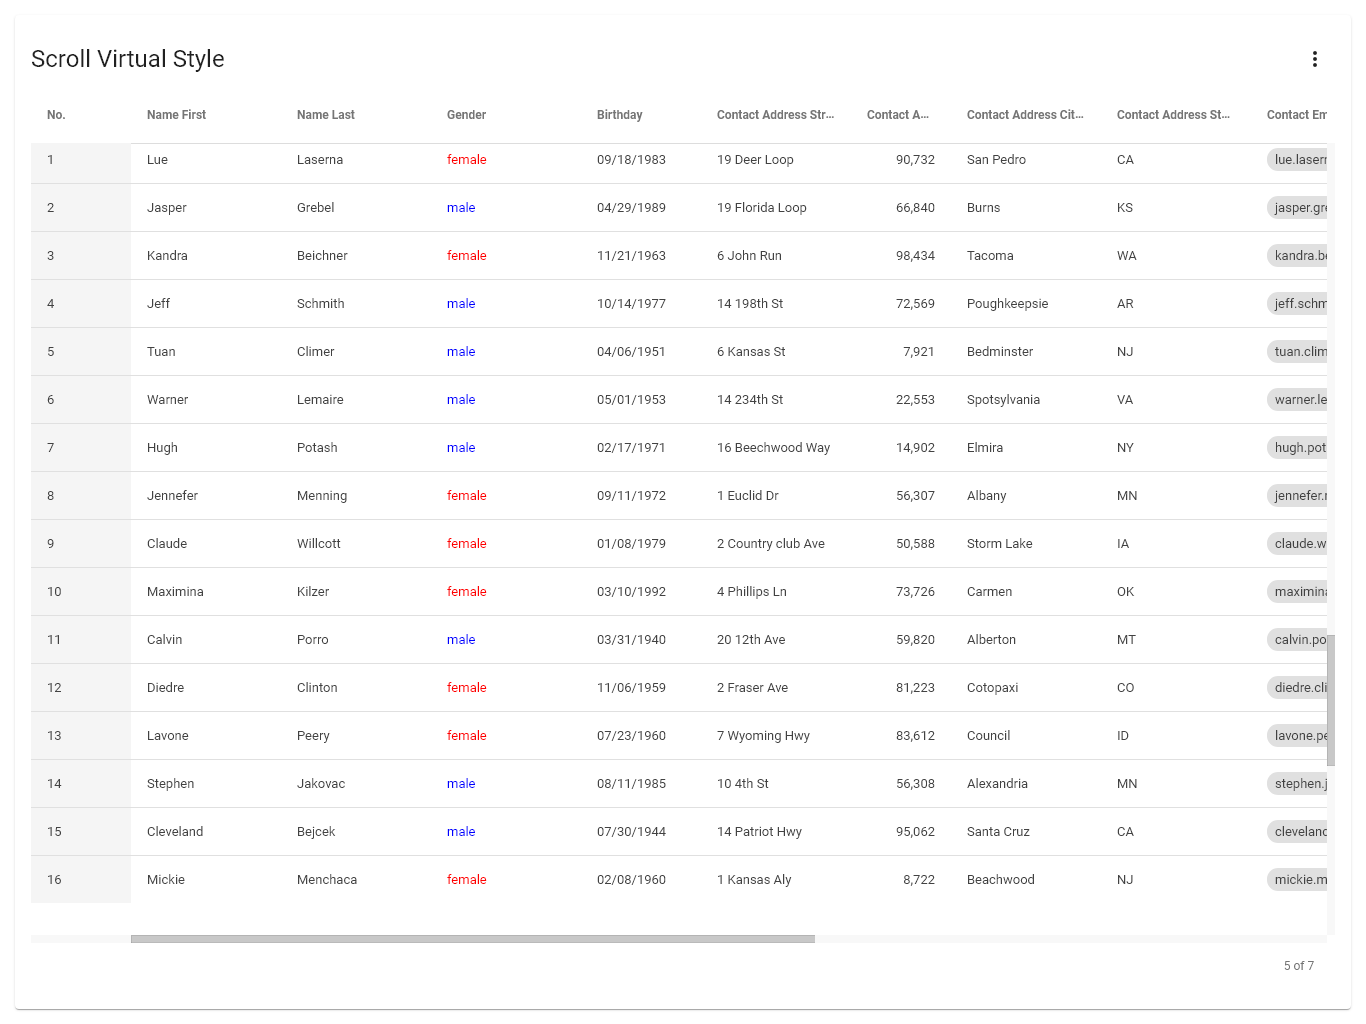 Scroll Virtual Style
No. Name First Name Last Gender Birthday Contact Address Str... Contact A... Contact Address Cit... Contact Address St... Contact Em
1 Lue Laserna female 09/18/1983 19 Deer Loop 90,732 San Pedro CA lue.lasern
2 Jasper Grebel male 04/29/1989 19 Florida Loop 66,840 Burns KS jasper.gre
3 Kandra Beichner female 11/21/1963 6 John Run 98,434 Tacoma WA kandra.be
4 Jeff Schmith male 10/14/1977 14 198th St 72,569 Poughkeepsie AR jeff.schm
5 Tuan Climer male 04/06/1951 6 Kansas St 7,921 Bedminster NJ tuan.clim
6 Warner Lemaire male 05/01/1953 14 234th St 22,553 Spotsylvania VA warner.le
7 Hugh Potash male 02/17/1971 16 Beechwood Way 14,902 Elmira NY hugh.pot
8 Jennefer Menning female 09/11/1972 1 Euclid Dr 56,307 Albany MN jennefer.
9 Claude Willcott female 01/08/1979 2 Country club Ave 50,588 Storm Lake IA claude.w
10 Maximina Kilzer female 03/10/1992 4 Phillips Ln 73,726 Carmen OK maximina
11 Calvin Porro male 03/31/1940 20 12th Ave 59,820 Alberton MT calvin.po
12 Diedre Clinton female 11/06/1959 2 Fraser Ave 81,223 Cotopaxi CO diedre.cli
13 Lavone Peery female 07/23/1960 7 Wyoming Hwy 83,612 Council ID lavone.pe
14 Stephen Jakovac male 08/11/1985 10 4th St 56,308 Alexandria MN stephen.j
15 Cleveland Bejcek male 07/30/1944 14 Patriot Hwy 95,062 Santa Cruz CA cleveland
16 Mickie Menchaca female 02/08/1960 1 Kansas Aly 8,722 Beachwood NJ mickie.m
5 of 7